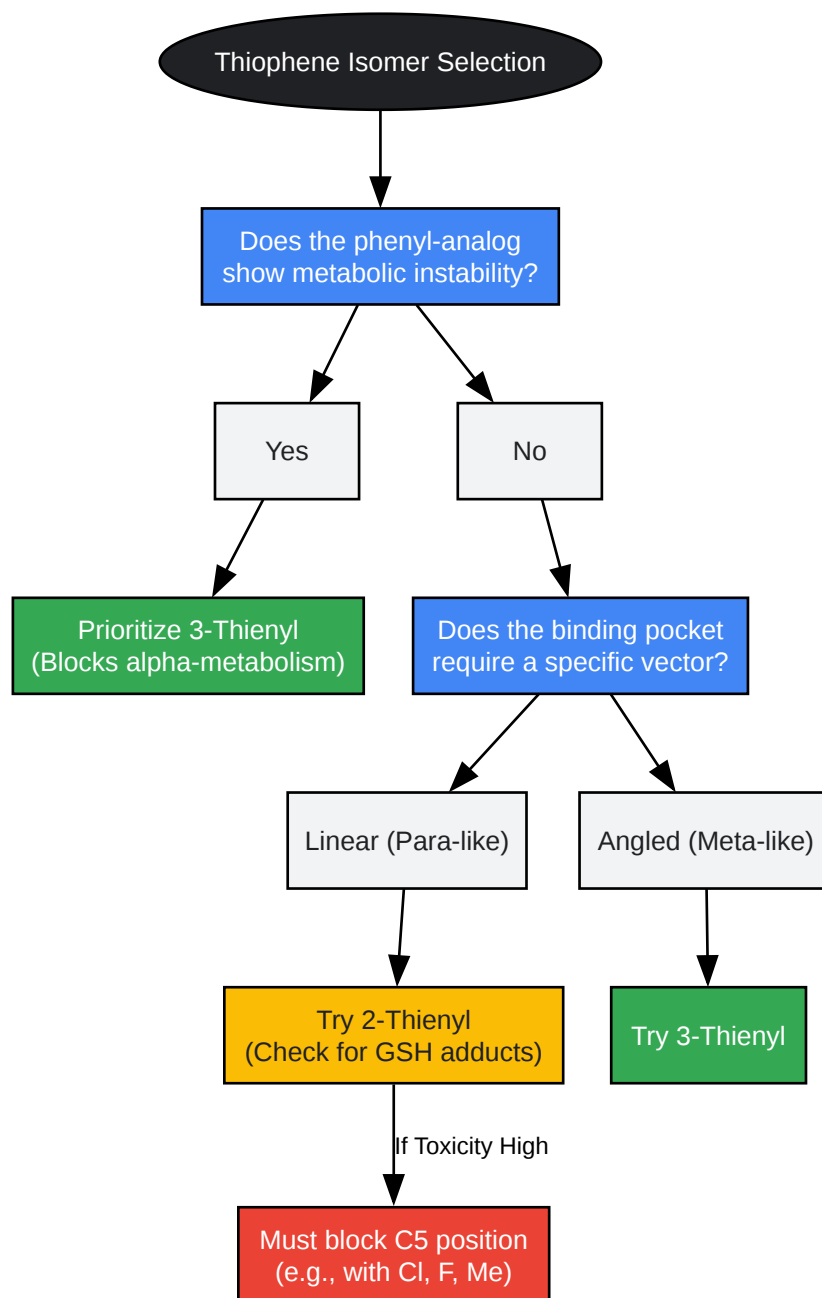 Thiophene Isomer Selection
Does the phenyl-analog
show metabolic instability?
Yes
No
Prioritize 3-Thienyl
(Blocks alpha-metabolism)
Does the binding pocket
require a specific vector?
Linear (Para-like)
Angled (Meta-like)
Try 2-Thienyl
(Check for GSH adducts)
Try 3-Thienyl
If Toxicity High
Must block C5 position
(e.g., with Cl, F, Me)